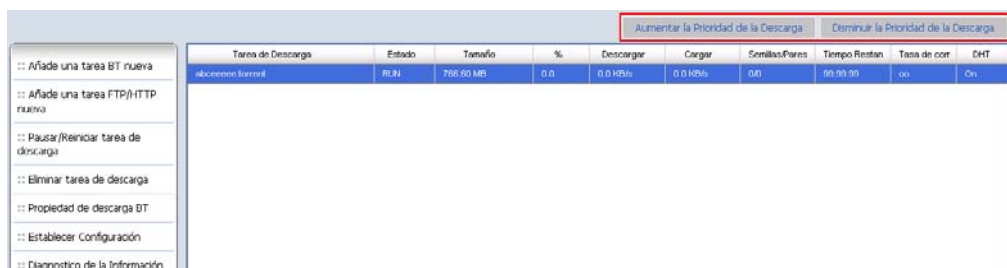 Aumentar la Prioridad de la Descarga Disminuir la Prioridad de la Descarga
Tarea de Descarga Estado Tamaño % Descargar Cargar Semillas/Pares Tiempo Restan Tasa de corr DHT
abceeeee.torrent RUN 766.60 MB 0.0 0.0 KB/s 0.0 KB/s 0/0 99:99:99 oo On
:: Añade una tarea BT nueva
:: Añade una tarea FTP/HTTP
nueva
:: Pausar/Reiniciar tarea de
descarga
:: Eliminar tarea de descarga
:: Propiedad de descarga BT
:: Establecer Configuración
:: Diagnostico de la Información